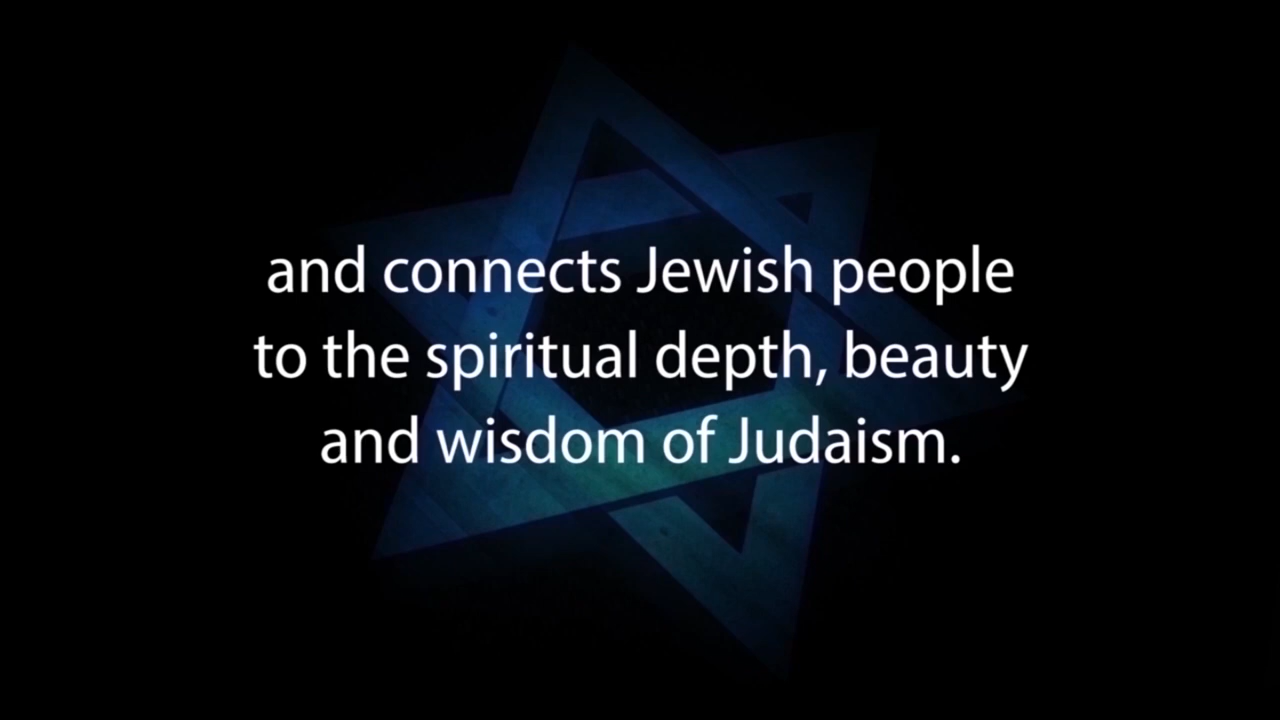 and connects Jewish people
to the spiritual depth, beauty
and wisdom of Judaism.